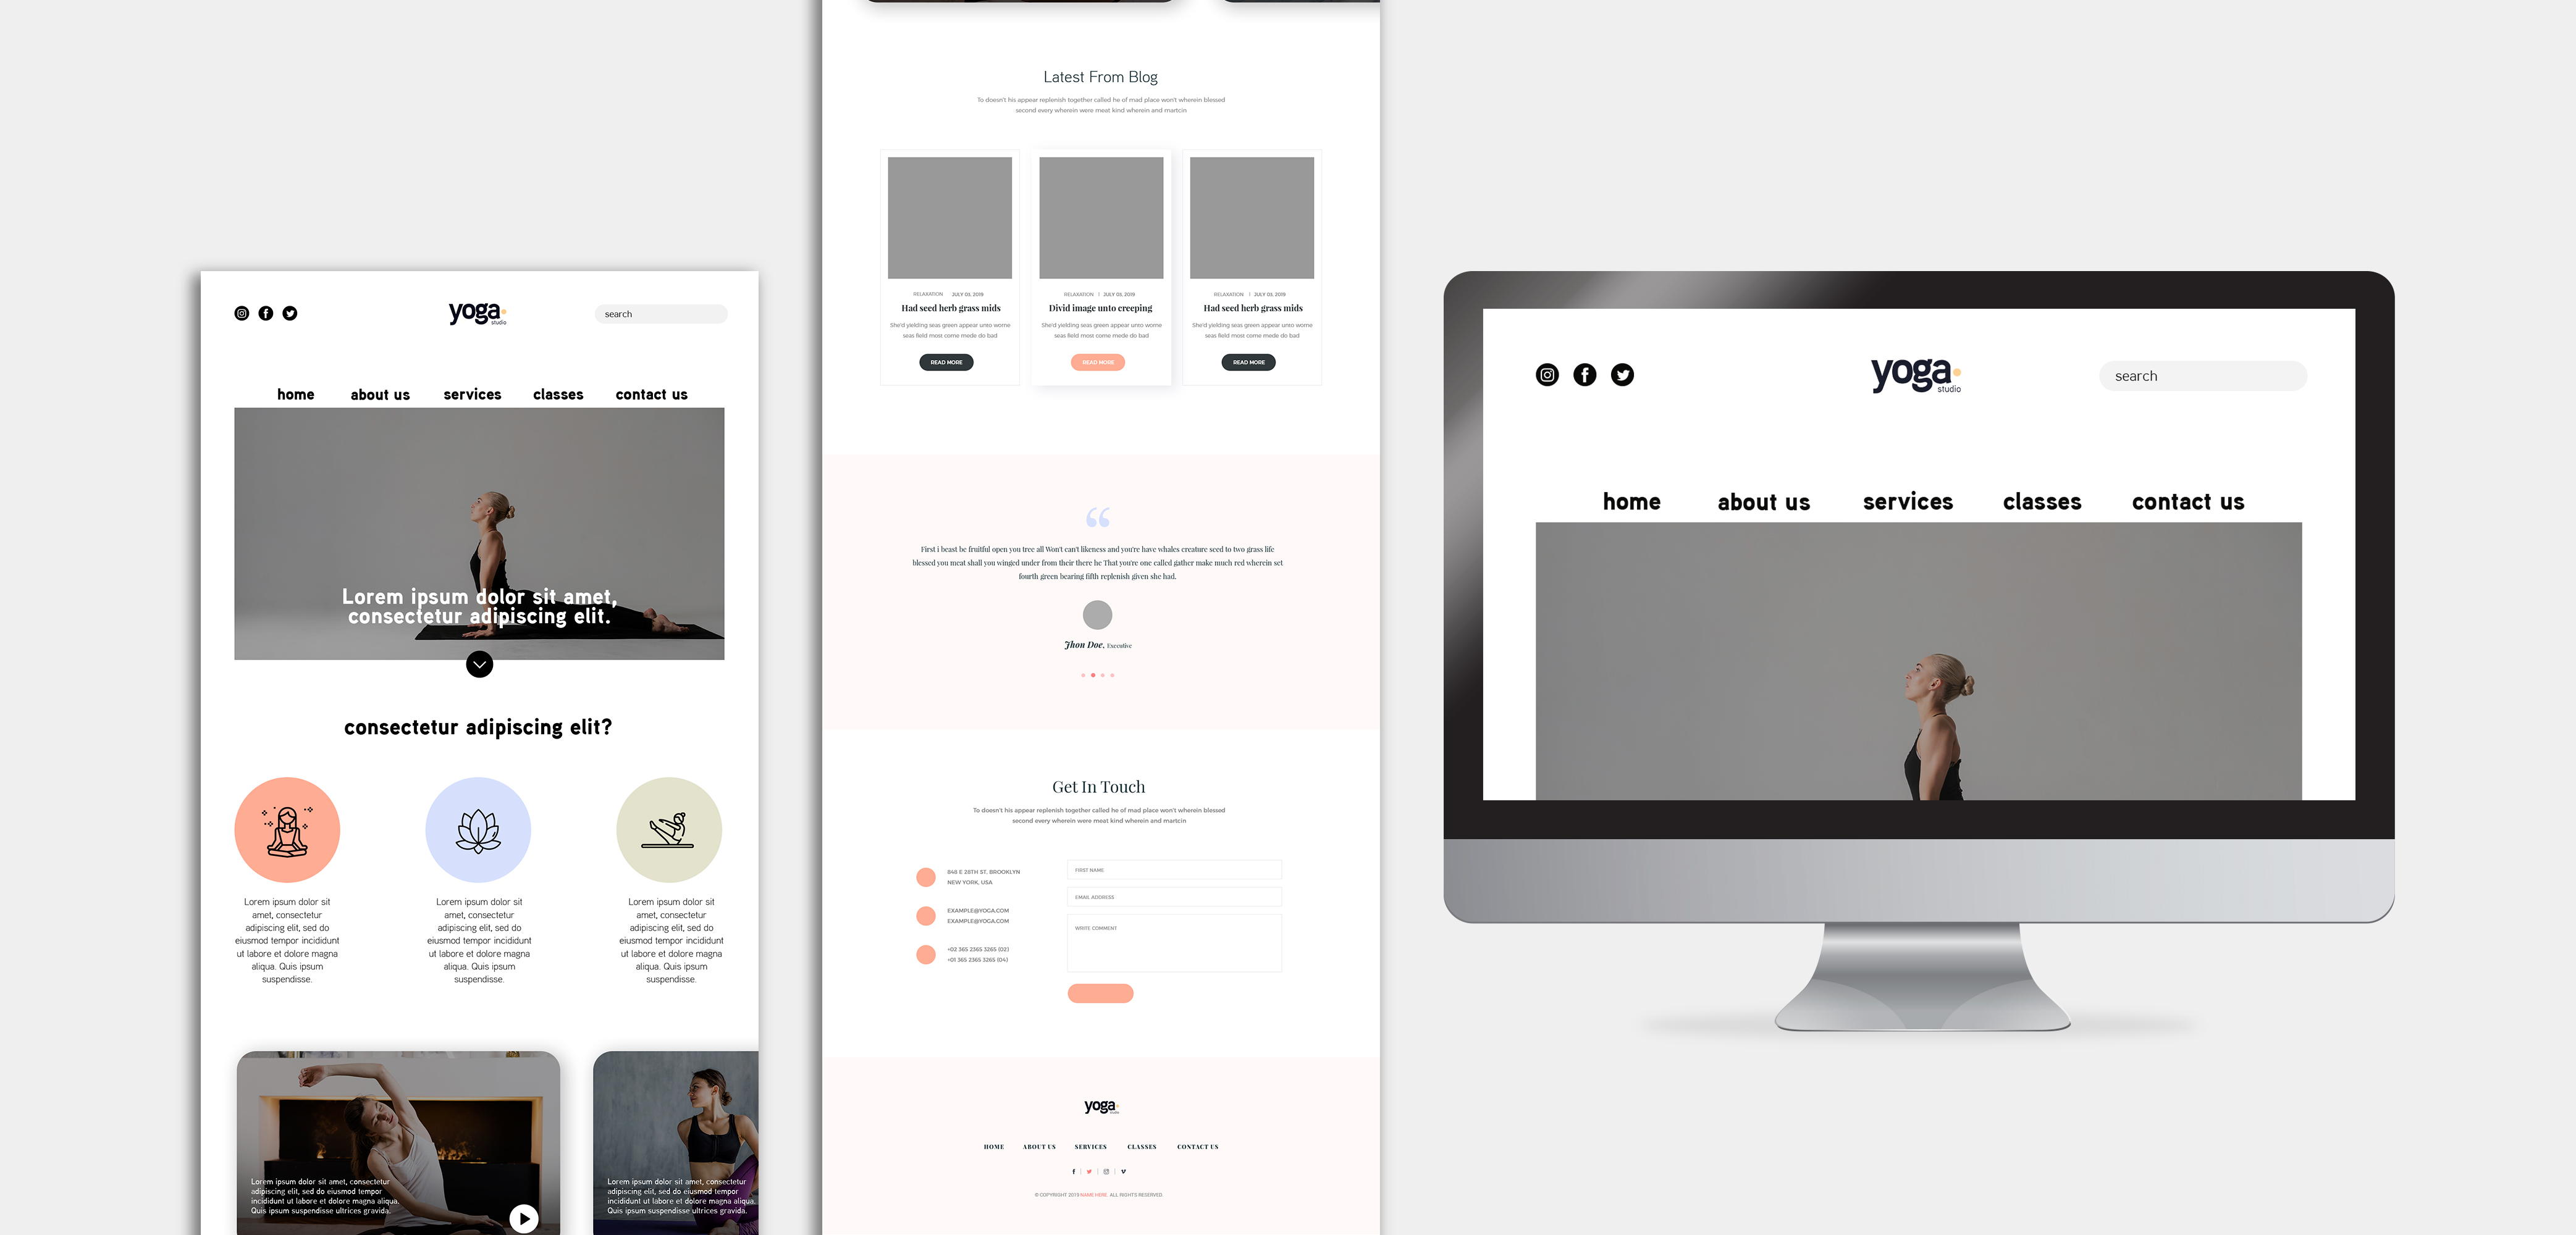 yoga
studio
search
home about us services classes contact us
Lorem ipsum dolor sit amet,
consectetur adipiscing elit.
consectetur adipiscing elit?
Lorem ipsum dolor sit
amet, consectetur
adipiscing elit, sed do
eiusmod tempor incididunt
ut labore et dolore magna
aliqua. Quis ipsum
suspendisse.
Lorem ipsum dolor sit
amet, consectetur
adipiscing elit, sed do
eiusmod tempor incididunt
ut labore et dolore magna
aliqua. Quis ipsum
suspendisse.
Lorem ipsum dolor sit
amet, consectetur
adipiscing elit, sed do
eiusmod tempor incididunt
ut labore et dolore magna
aliqua. Quis ipsum
suspendisse.
Lorem ipsum dolor sit amet, consectetur
adipiscing elit, sed do eiusmod tempor
incididunt ut labore et dolore magna aliqua.
Quis ipsum suspendisse ultrices gravida.
Lorem ipsum dolor sit amet, consectetur
adipiscing elit, sed do eiusmod tempor
incididunt ut labore et dolore magna aliqua.
Quis ipsum suspendisse ultrices gravida.
Latest From Blog
To doesn't his appear replenish together called he of mad place won't wherein blessed
second every wherein were meat kind wherein and martcin
RELAXATION JULY 03, 2019
Had seed herb grass mids
She'd yielding seas green appear unto wome
seas field most come mede do bad
READ MORE
RELAXATION | JULY 03, 2019
Divid image unto creeping
She'd yielding seas green appear unto wome
seas field most come mede do bad
READ MORE
RELAXATION | JULY 03, 2019
Had seed herb grass mids
She'd yielding seas green appear unto wome
seas field most come mede do bad
READ MORE
“
First i beast be fruitful open you tree all Won't can't likeness and you're have whales creature seed to two grass life
blessed you meat shall you winged under from their there he That you're one called gather make much red wherein set
fourth green bearing fifth replenish given she had.
Jhon Doe, Executive
Get In Touch
To doesn't his appear replenish together called he of mad place won't wherein blessed
second every wherein were meat kind wherein and martcin
848 E 28TH ST, BROOKLYN
NEW YORK, USA
EXAMPLE@YOGA.COM
EXAMPLE@YOGA.COM
+02 365 2365 3265 (02)
+01 365 2365 3265 (04)
FIRST NAME
EMAIL ADDRESS
WRITE COMMENT
yoga
studio
HOME ABOUT US SERVICES CLASSES CONTACT US
© COPYRIGHT 2019 NAME HERE. ALL RIGHTS RESERVED.
yoga
studio
search
home about us services classes contact us